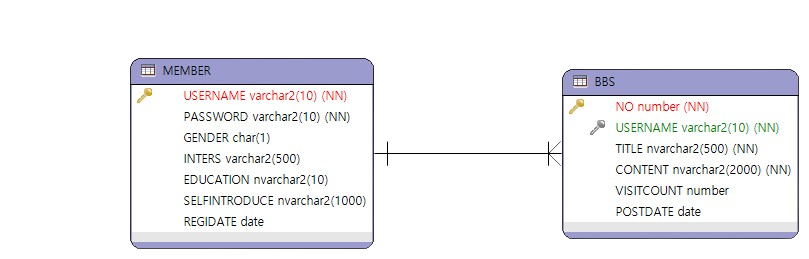 MEMBER
USERNAME varchar2(10) (NN)
PASSWORD varchar2(10) (NN)
GENDER char(1)
INTERS varchar2(500)
EDUCATION nvarchar2(10)
SELFINTRODUCE nvarchar2(1000)
REGIDATE date
BBS
NO number (NN)
USERNAME varchar2(10) (NN)
TITLE nvarchar2(500) (NN)
CONTENT nvarchar2(2000) (NN)
VISITCOUNT number
POSTDATE date